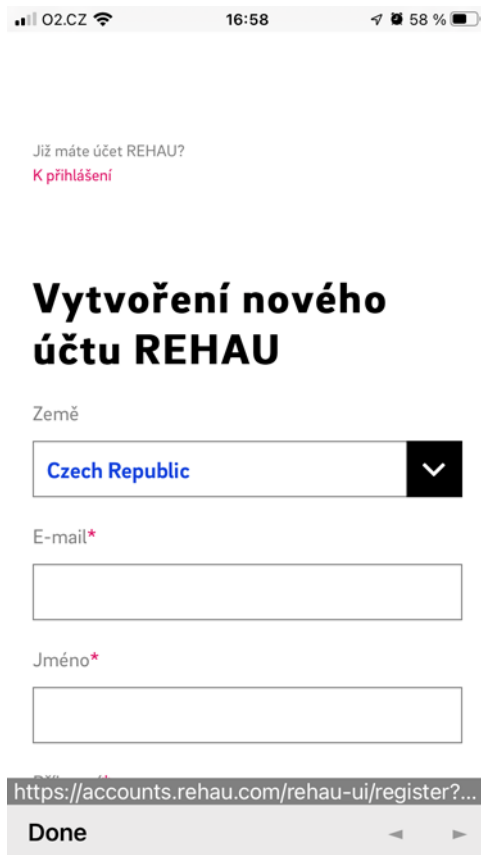 O2.CZ 16:58 58 %
Již máte účet REHAU?
K přihlášení
Vytvoření nového
účtu REHAU
Země
Czech Republic
E-mail*
Jméno*
https://accounts.rehau.com/rehau-ui/register?...
Done